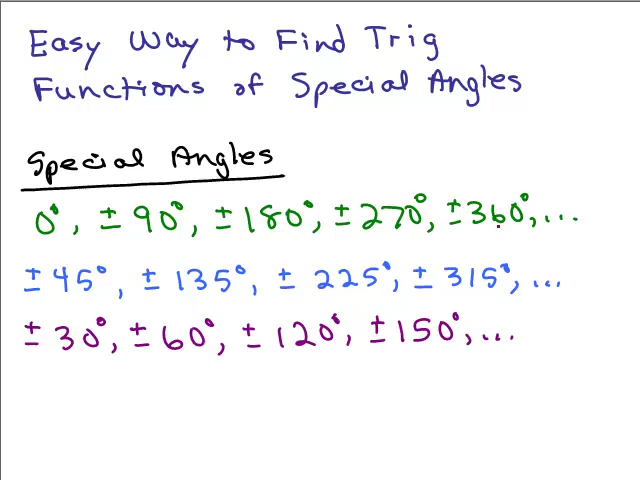 Easy Way to Find Trig
Functions of Special Angles
Special Angles
0°, ± 90°, ± 180°, ± 270°, ± 360°, ...
± 45°, ± 135°, ± 225°, ± 315°, ...
± 30°, ± 60°, ± 120°, ± 150°, ...